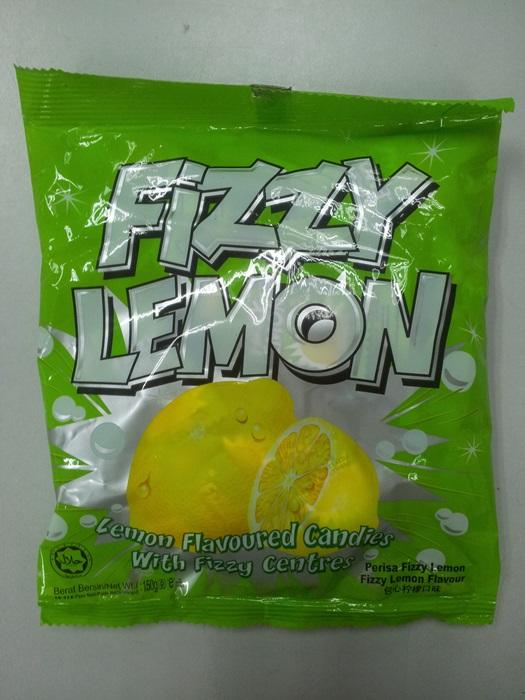 FIZZY
LEMON
Lemon Flavoured Candies
With Fizzy Centres
Perisa Fizzy Lemon
Fizzy Lemon Flavour
包心柠檬口味
Berat Bersih/Net Wt.: 150g